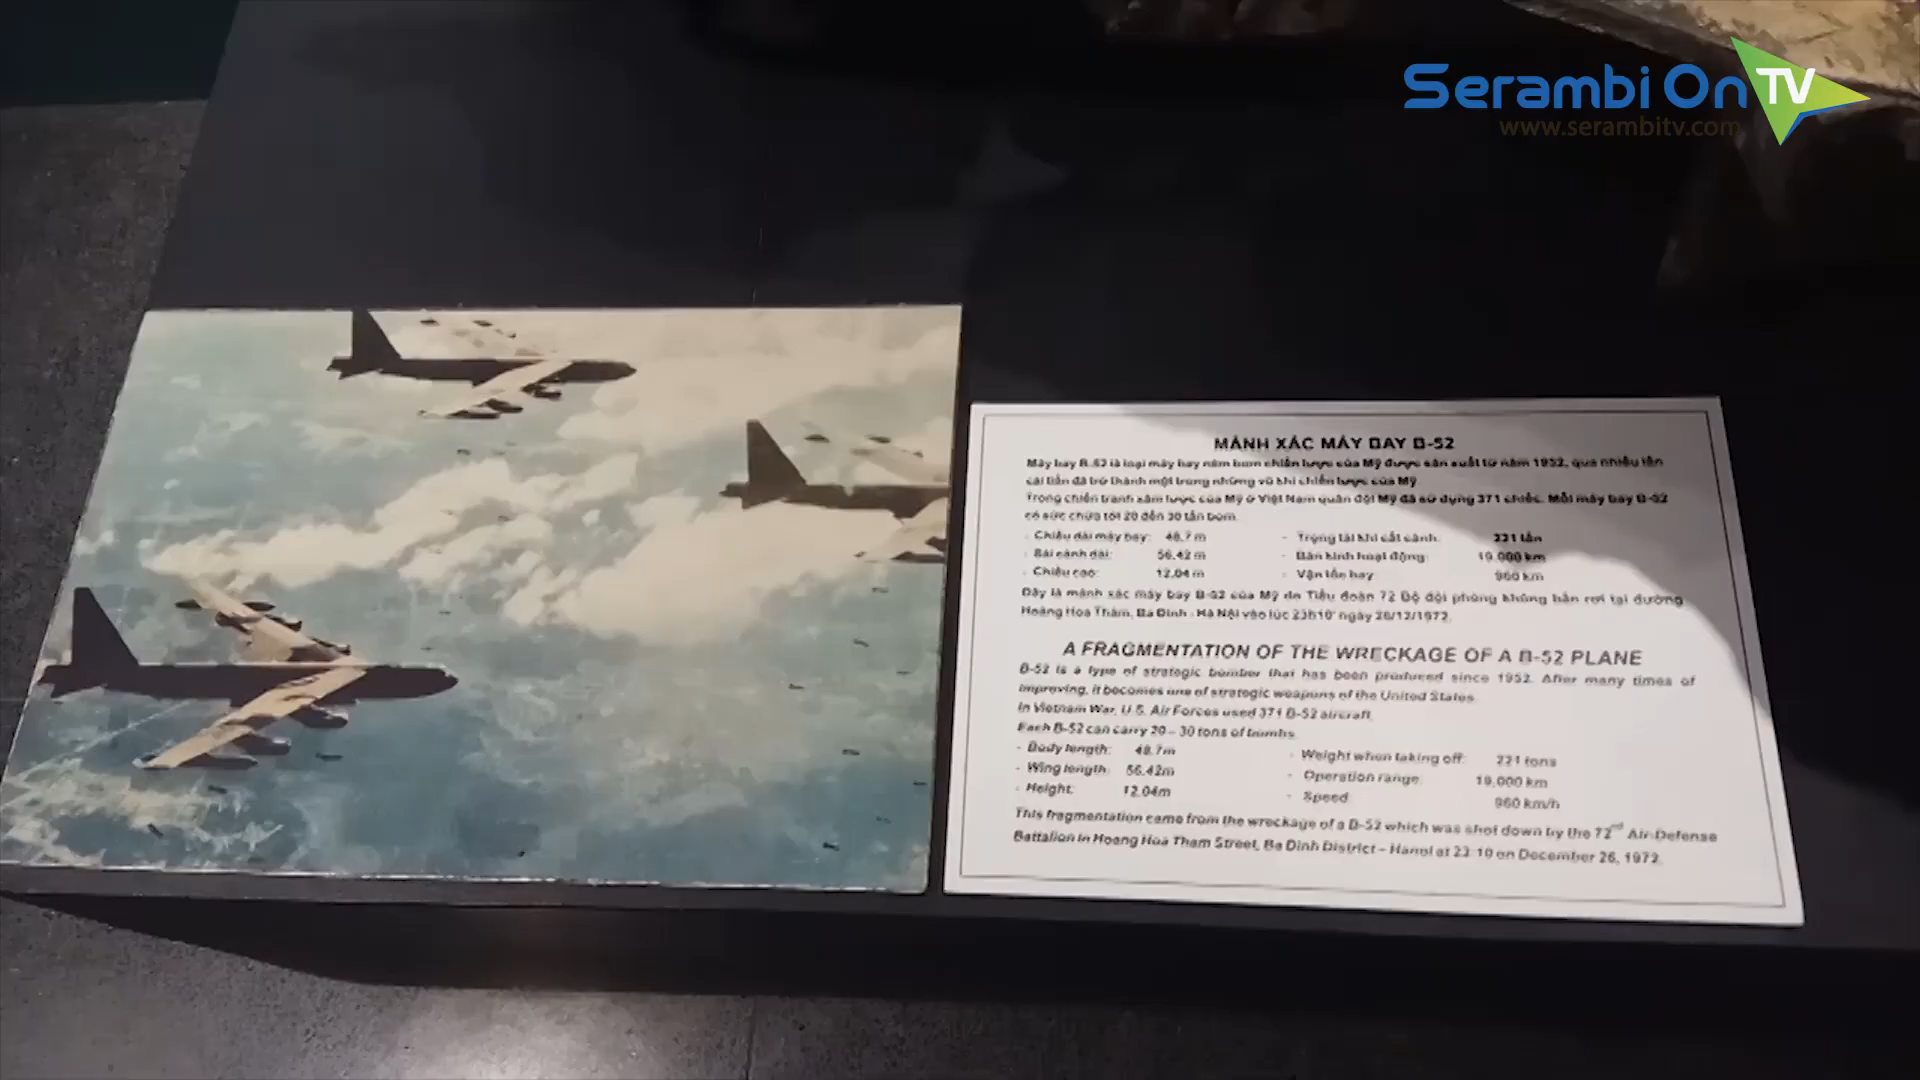 Serambi On TV
www.serambitv.com
MẢNH XÁC MÁY BAY B-52
Máy bay B.52 là loại máy bay ném bom chiến lược của Mỹ được sản xuất từ năm 1952, qua nhiều lần
cải tiến đã trở thành một trong những vũ khí chiến lược của Mỹ
Trong chiến tranh xâm lược của Mỹ ở Việt Nam quân đội Mỹ đã sử dụng 371 chiếc. Mỗi máy bay B-52
có sức chứa tới 20 đến 30 tấn bom.
- Chiều dài máy bay: 48.7 m - Trọng tải khi cất cánh: 221 tấn
- Sải cánh dài: 56.42 m - Bán kính hoạt động: 19.000 km
- Chiều cao: 12.04 m - Vận tốc bay 960 km
Đây là mảnh xác máy bay B-52 của Mỹ do Tiểu đoàn 72 Bộ đội phòng không bắn rơi tại đường
Hoàng Hoa Thám, Ba Đình - Hà Nội vào lúc 23h10' ngày 26/12/1972.
A FRAGMENTATION OF THE WRECKAGE OF A B-52 PLANE
B-52 is a type of strategic bomber that has been produced since 1952. After many times of
improving, it becomes one of strategic weapons of the United States.
In Vietnam War, U.S. Air Forces used 371 B-52 aircraft.
Each B-52 can carry 20 – 30 tons of bombs.
- Body length: 48.7m - Weight when taking off: 221 tons
- Wing length: 56.42m - Operation range: 19,000 km
- Height: 12.04m - Speed: 960 km/h
This fragmentation came from the wreckage of a B-52 which was shot down by the 72nd Air-Defense
Battalion in Hoang Hoa Tham Street, Ba Dinh District – Hanoi at 23:10 on December 26, 1972.